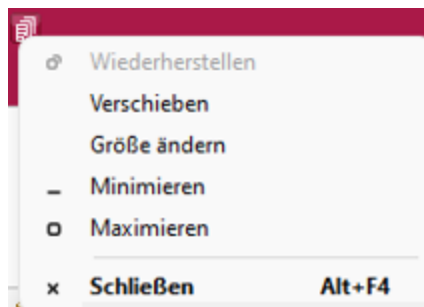 Wiederherstellen
Verschieben
Größe ändern
Minimieren
Maximieren
Schließen Alt+F4